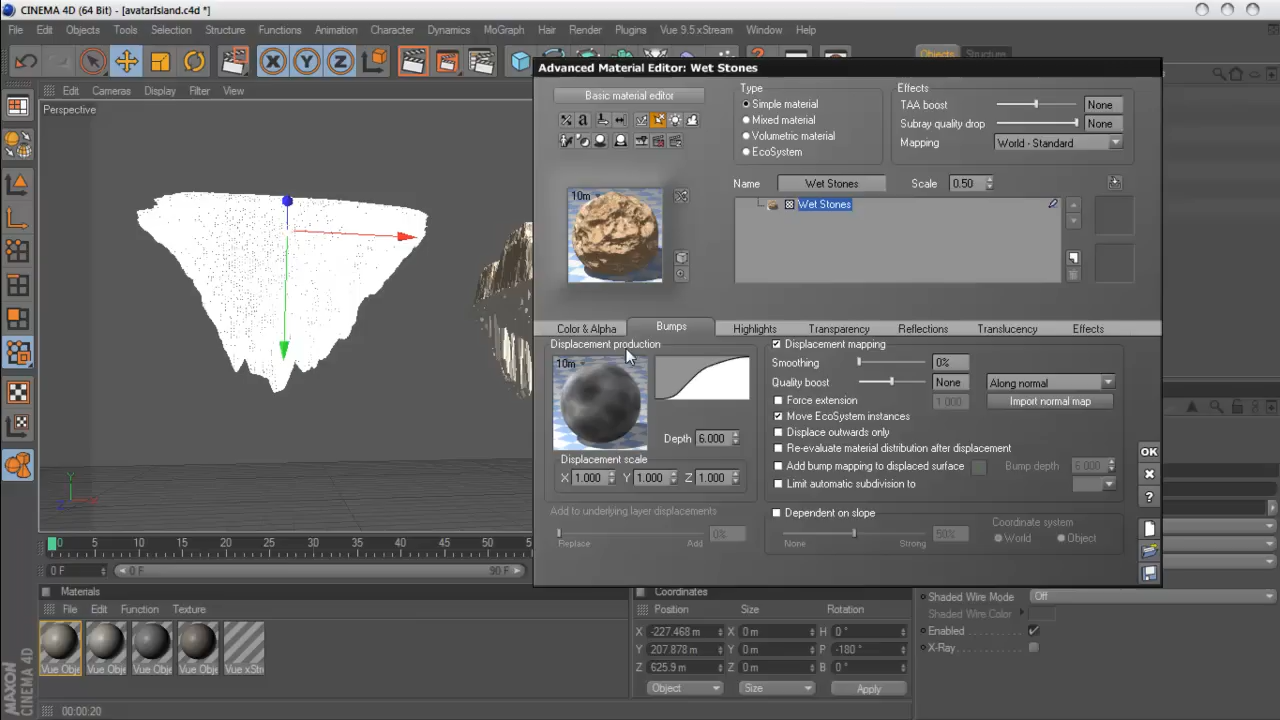 CINEMA 4D (64 Bit) - [avatarIsland.c4d *]
File Edit Objects Tools Selection Structure Functions Animation Character Dynamics MoGraph Hair Render Plugins Vue 9.5 xStream Window Help
X Y Z
Objects Structure
Edit Cameras Display Filter View
Perspective
Y
X
Z
0 5 10 15 20 25 30 35 40 45 50
0 F
0 F 90 F
Materials
File Edit Function Texture
Vue Obje Vue Obje Vue Obje Vue Obje Vue xStr
MAXON
CINEMA 4D
00:00:20
Advanced Material Editor: Wet Stones
Basic material editor
Type
Simple material
Mixed material
Volumetric material
EcoSystem
Effects
TAA boost None
Subray quality drop None
Mapping World - Standard
Name Wet Stones Scale 0.50
10m
Wet Stones
Color & Alpha Bumps Highlights Transparency Reflections Translucency Effects
Displacement production
10m
Depth 6.000
Displacement scale
X 1.000 Y 1.000 Z 1.000
Add to underlying layer displacements
0%
Replace Add
Displacement mapping
Smoothing 0%
Quality boost None Along normal
Force extension 1.000 Import normal map
Move EcoSystem instances
Displace outwards only
Re-evaluate material distribution after displacement
Add bump mapping to displaced surface Bump depth 6.000
Limit automatic subdivision to
Dependent on slope
Coordinate system
50%
None Strong World Object
OK
?
Coordinates
Position Size Rotation
X -227.468 m X 0 m H 0 °
Y 207.878 m Y 0 m P -180 °
Z 625.9 m Z 0 m B 0 °
Object Size Apply
Shaded Wire Mode Off
Shaded Wire Color
Enabled
X-Ray